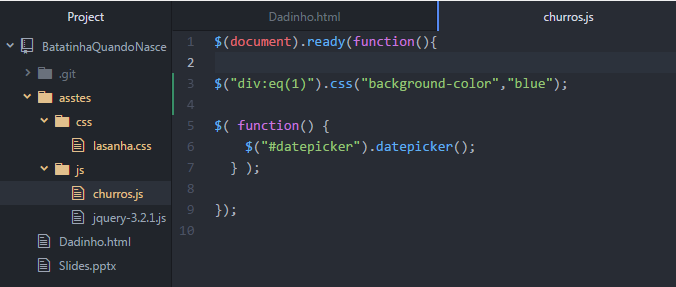 Project
BatatinhaQuandoNasce
.git
asstes
css
lasanha.css
js
churros.js
jquery-3.2.1.js
Dadinho.html
Slides.pptx
Dadinho.html churros.js
1 $(document).ready(function(){
2
3 $("div:eq(1)").css("background-color","blue");
4
5 $( function() {
6 $("#datepicker").datepicker();
7 } );
8
9 });
10